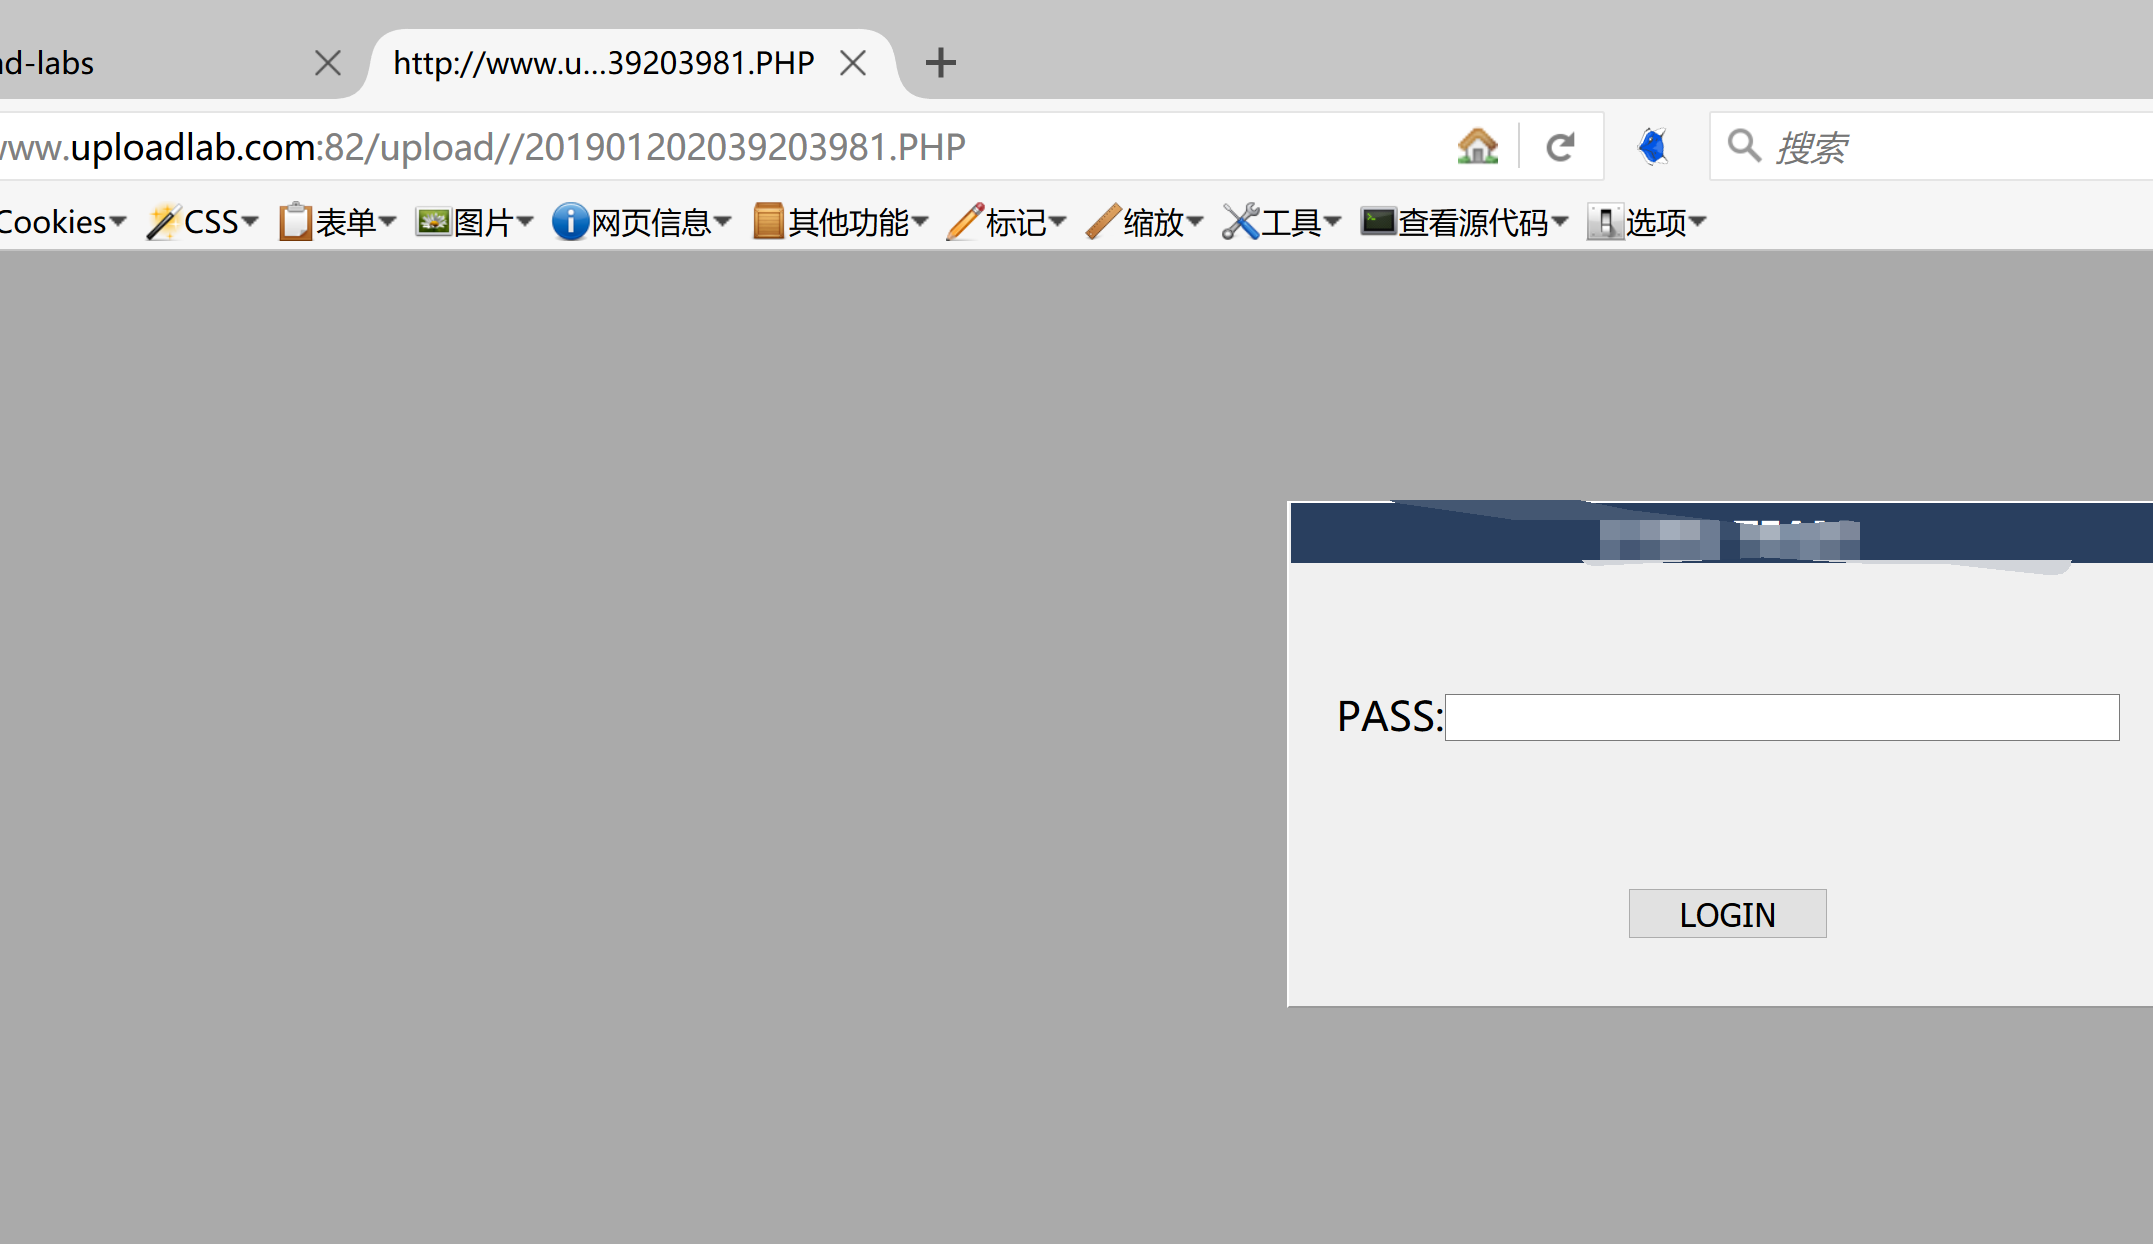 d-labs
http://www.u...39203981.PHP
www.uploadlab.com:82/upload//201901202039203981.PHP
搜索
Cookies CSS 表单 图片 网页信息 其他功能 标记 缩放 工具 查看源代码 选项
PASS:
LOGIN